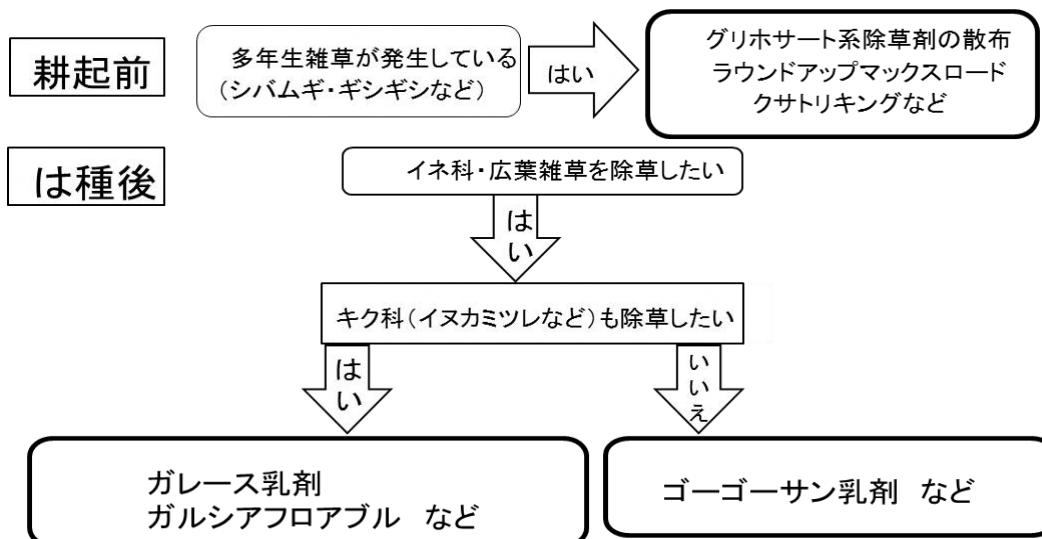 耕起前
多年生雑草が発生している
（シバムギ・ギシギシなど）
はい
グリホサート系除草剤の散布
ラウンドアップマックスロード
クサトリキングなど
は種後
イネ科・広葉雑草を除草したい
はい
キク科（イヌカミツレなど）も除草したい
はい
いいえ
ガレース乳剤
ガルシアフロアブル　など
ゴーゴーサン乳剤　など